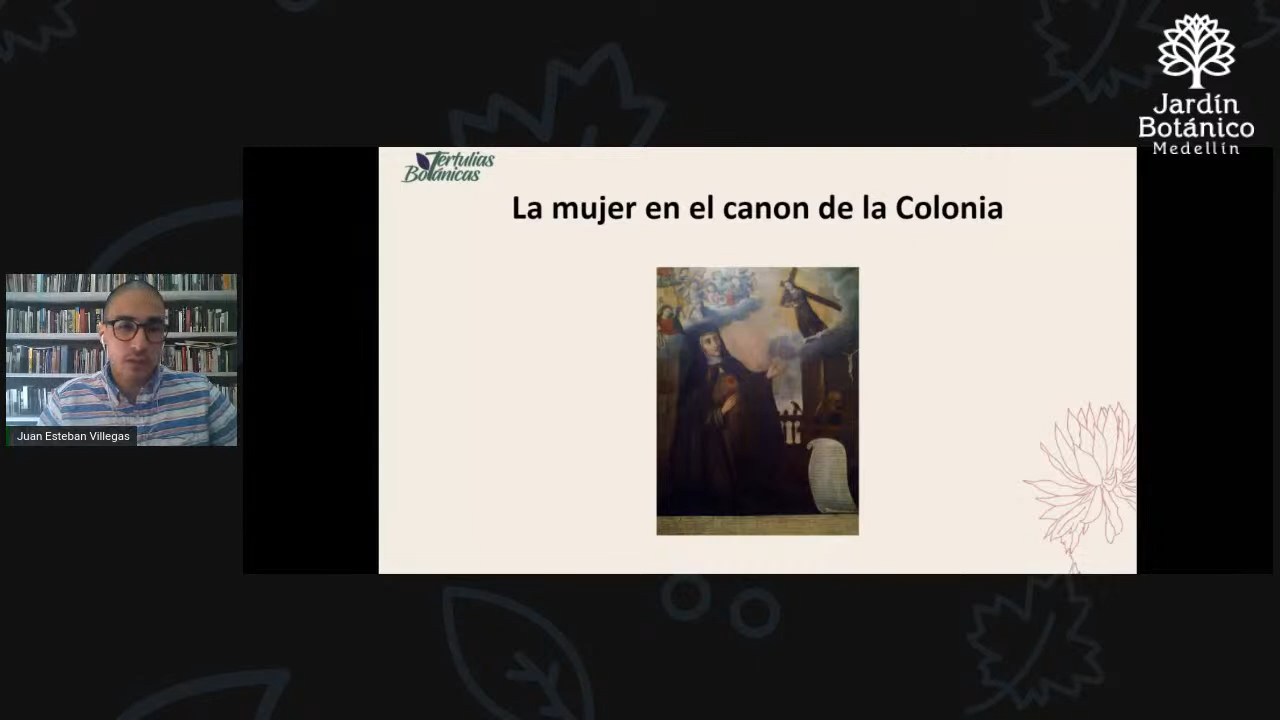 Jardín
Botánico
Medellín
Tertulias
Botánicas
La mujer en el canon de la Colonia
Juan Esteban Villegas